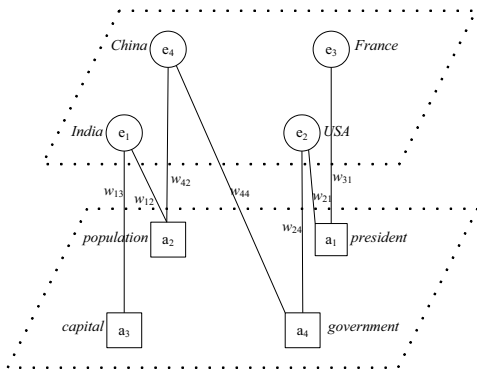 China e4 e3 France
India e1 e2 USA
w13 w12 w42 w44 w21 w31
w24
population a2 a1 president
capital a3 a4 government